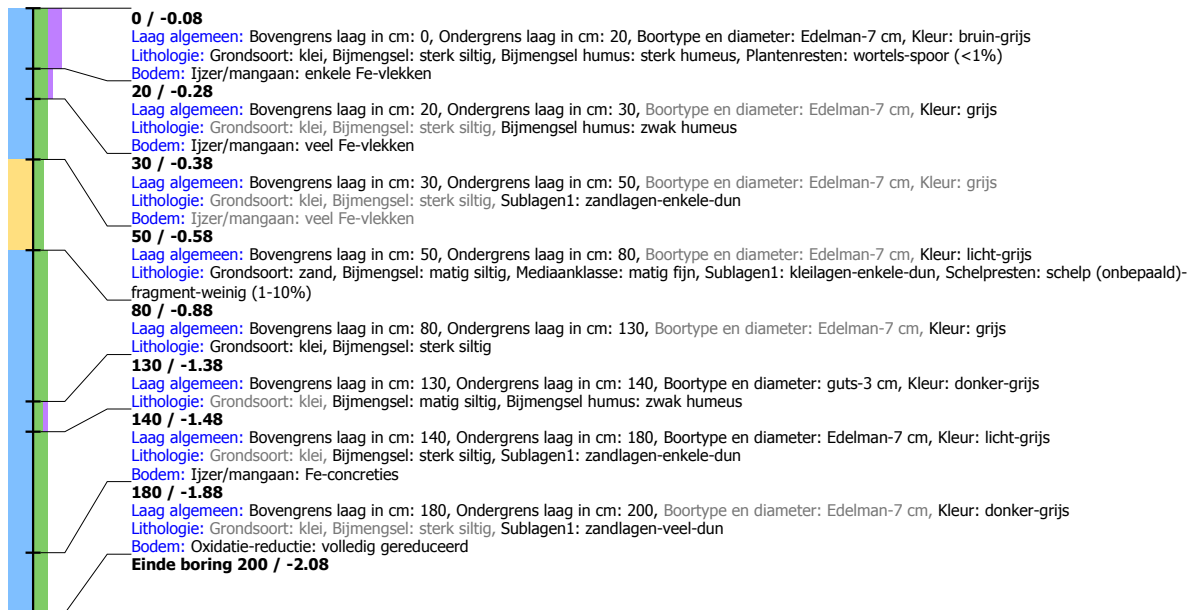 0 / -0.08
Laag algemeen: Bovengrens laag in cm: 0, Ondergrens laag in cm: 20, Boortype en diameter: Edelman-7 cm, Kleur: bruin-grijs
Lithologie: Grondsoort: klei, Bijmengsel: sterk siltig, Bijmengsel humus: sterk humeus, Plantenresten: wortels-spoor (<1%)
Bodem: Ijzer/mangaan: enkele Fe-vlekken
20 / -0.28
Laag algemeen: Bovengrens laag in cm: 20, Ondergrens laag in cm: 30, Boortype en diameter: Edelman-7 cm, Kleur: grijs
Lithologie: Grondsoort: klei, Bijmengsel: sterk siltig, Bijmengsel humus: zwak humeus
Bodem: Ijzer/mangaan: veel Fe-vlekken
30 / -0.38
Laag algemeen: Bovengrens laag in cm: 30, Ondergrens laag in cm: 50, Boortype en diameter: Edelman-7 cm, Kleur: grijs
Lithologie: Grondsoort: klei, Bijmengsel: sterk siltig, Sublagen1: zandlagen-enkele-dun
Bodem: Ijzer/mangaan: veel Fe-vlekken
50 / -0.58
Laag algemeen: Bovengrens laag in cm: 50, Ondergrens laag in cm: 80, Boortype en diameter: Edelman-7 cm, Kleur: licht-grijs
Lithologie: Grondsoort: zand, Bijmengsel: matig siltig, Mediaanklasse: matig fijn, Sublagen1: kleilagen-enkele-dun, Schelpresten: schelp (onbepaald)-
fragment-weinig (1-10%)
80 / -0.88
Laag algemeen: Bovengrens laag in cm: 80, Ondergrens laag in cm: 130, Boortype en diameter: Edelman-7 cm, Kleur: grijs
Lithologie: Grondsoort: klei, Bijmengsel: sterk siltig
130 / -1.38
Laag algemeen: Bovengrens laag in cm: 130, Ondergrens laag in cm: 140, Boortype en diameter: guts-3 cm, Kleur: donker-grijs
Lithologie: Grondsoort: klei, Bijmengsel: matig siltig, Bijmengsel humus: zwak humeus
140 / -1.48
Laag algemeen: Bovengrens laag in cm: 140, Ondergrens laag in cm: 180, Boortype en diameter: Edelman-7 cm, Kleur: licht-grijs
Lithologie: Grondsoort: klei, Bijmengsel: sterk siltig, Sublagen1: zandlagen-enkele-dun
Bodem: Ijzer/mangaan: Fe-concreties
180 / -1.88
Laag algemeen: Bovengrens laag in cm: 180, Ondergrens laag in cm: 200, Boortype en diameter: Edelman-7 cm, Kleur: donker-grijs
Lithologie: Grondsoort: klei, Bijmengsel: sterk siltig, Sublagen1: zandlagen-veel-dun
Bodem: Oxidatie-reductie: volledig gereduceerd
Einde boring 200 / -2.08